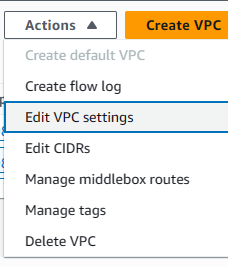 Actions
Create VPC
Create default VPC
Create flow log
Edit VPC settings
Edit CIDRs
Manage middlebox routes
Manage tags
Delete VPC